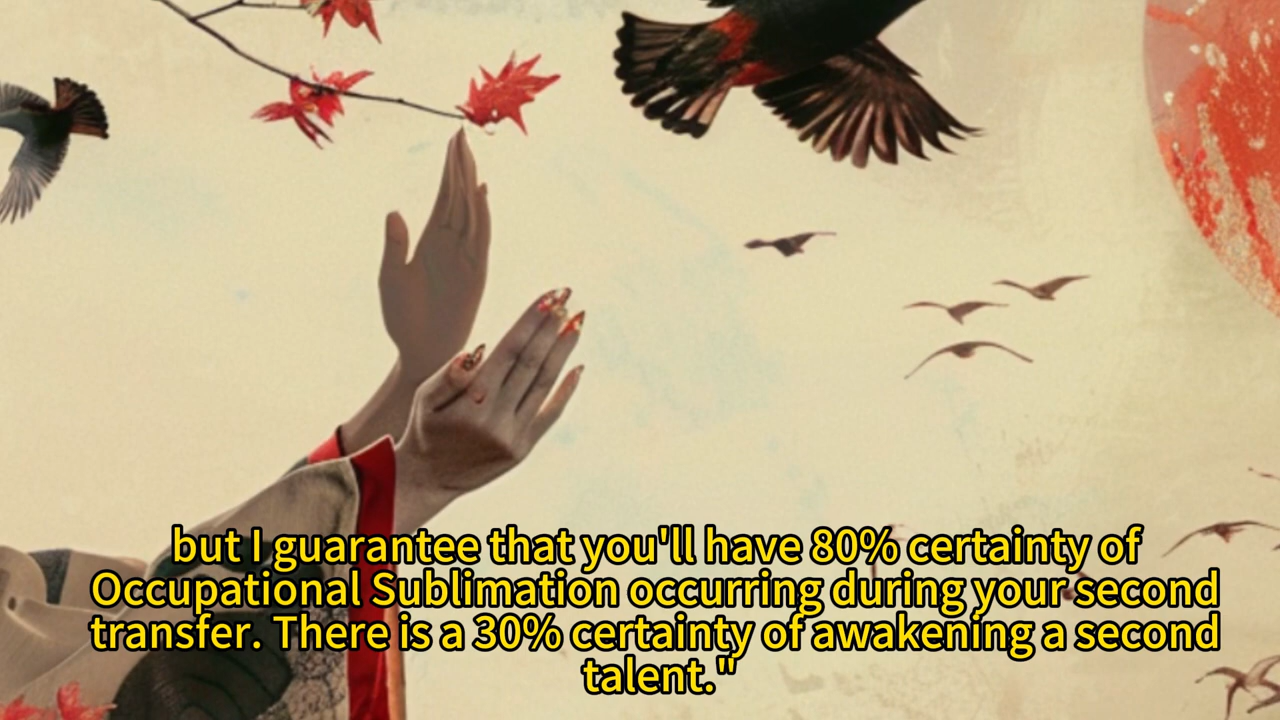 but I guarantee that you'll have 80% certainty of
Occupational Sublimation occurring during your second
transfer. There is a 30% certainty of awakening a second
talent."